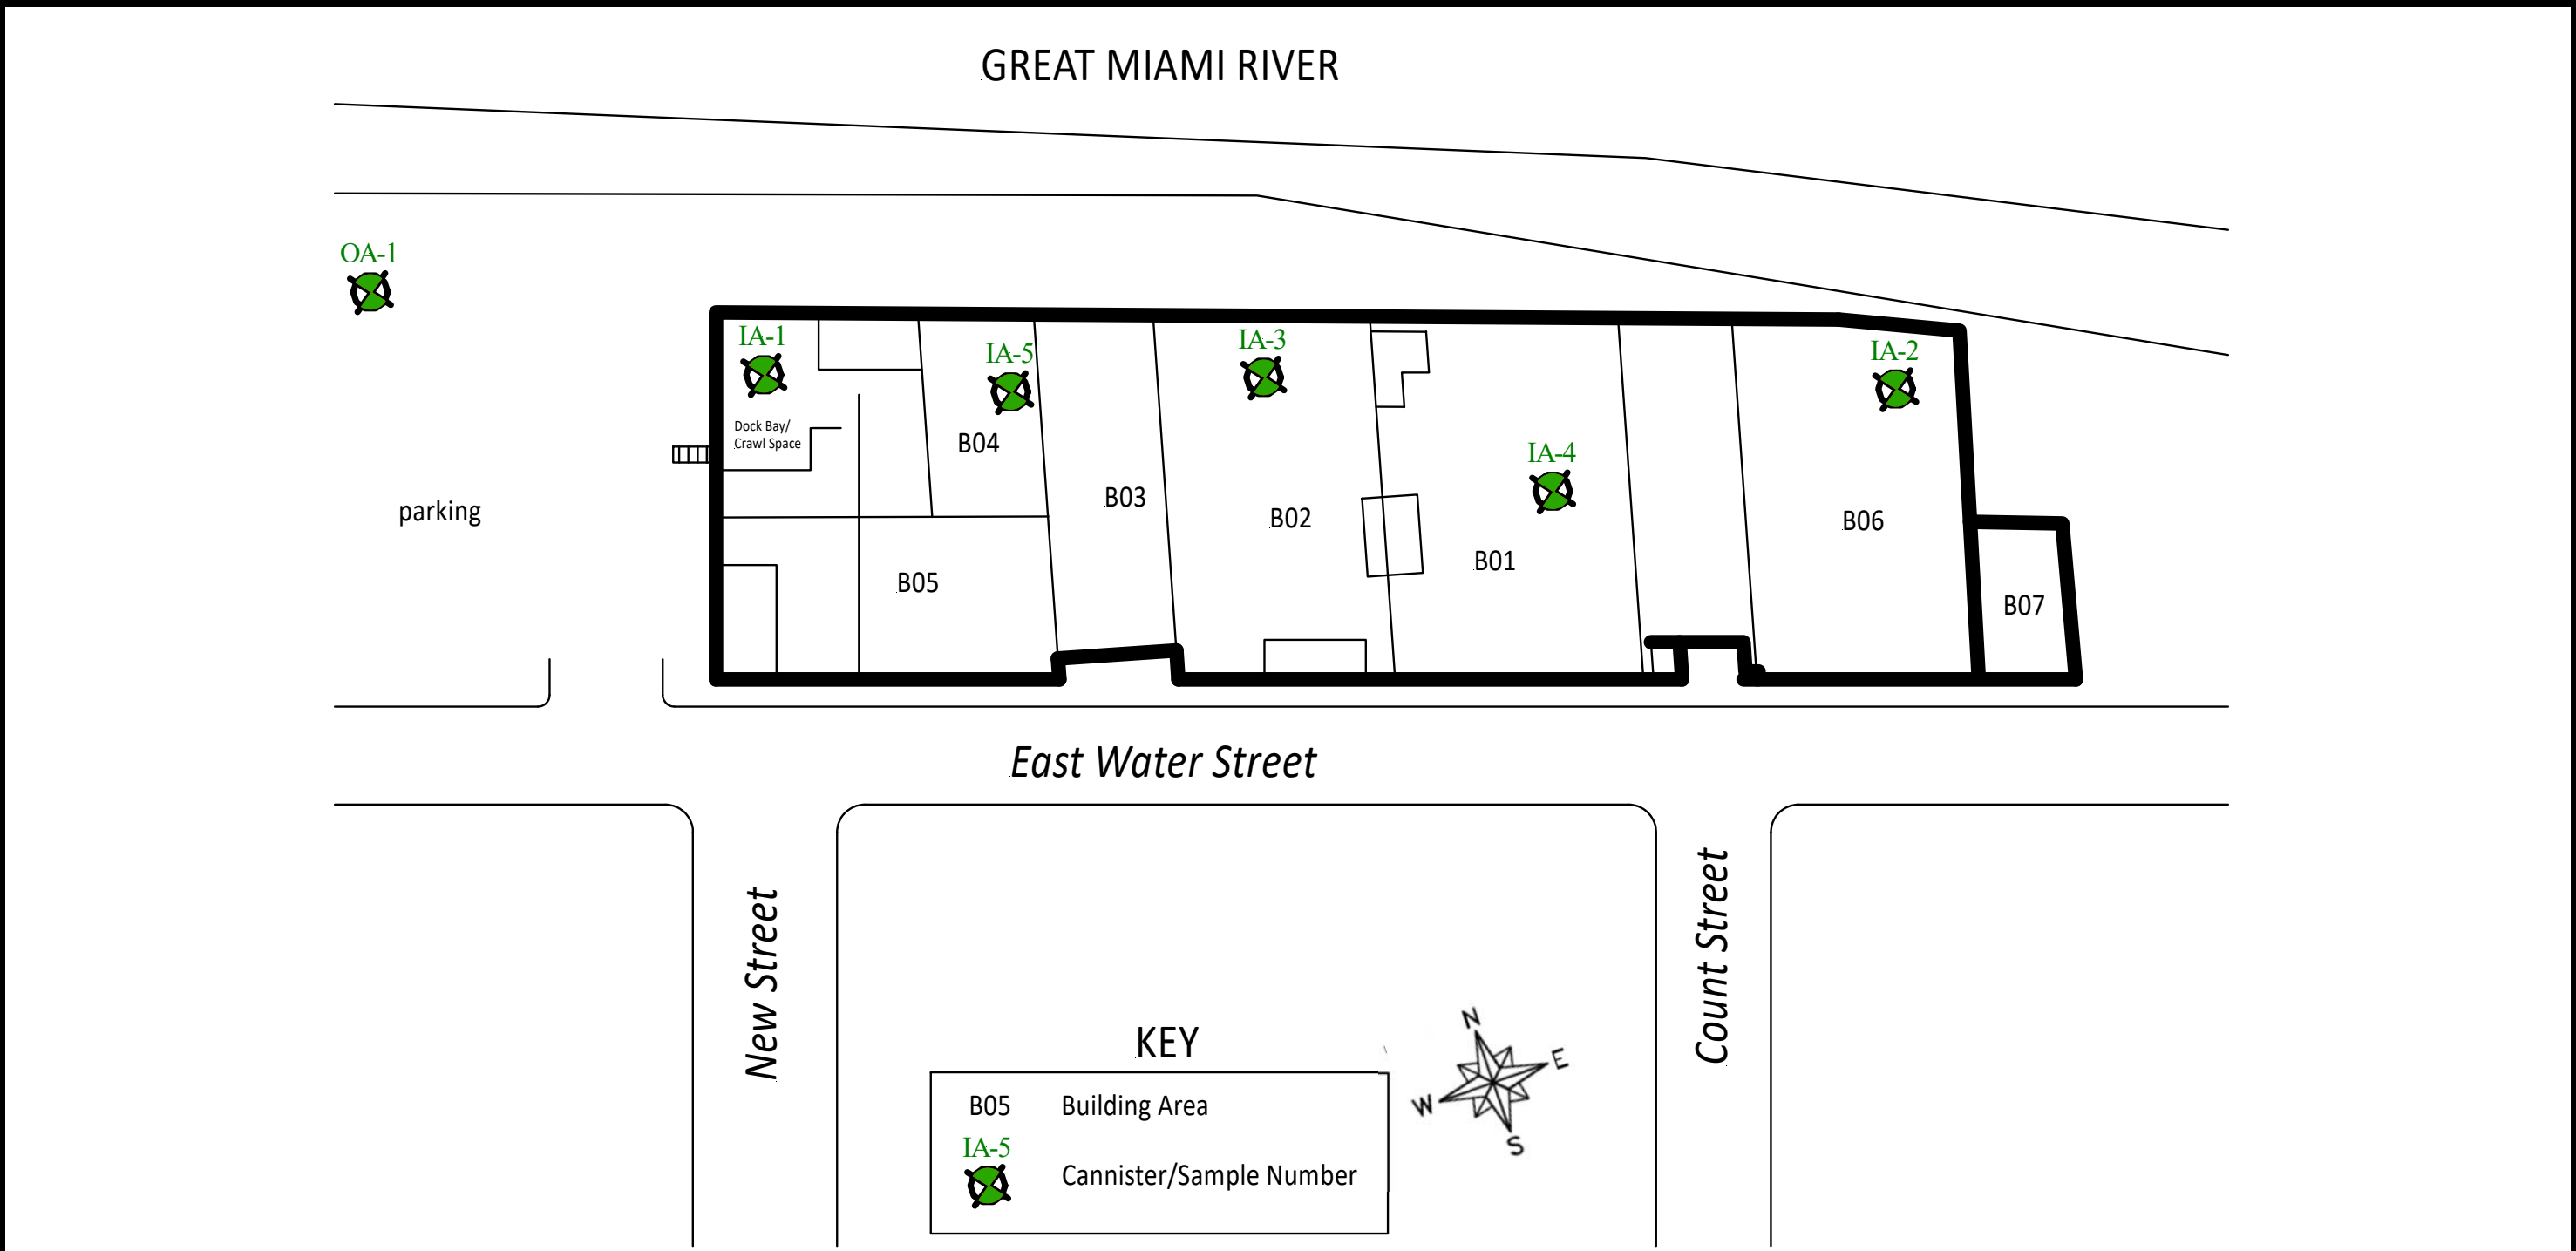 GREAT MIAMI RIVER
OA-1
IA-1
IA-5
IA-3
IA-2
Dock Bay/
Crawl Space
B04
IA-4
parking
B03
B02
B06
B01
B05
B07
East Water Street
New Street
Count Street
KEY
B05 Building Area
IA-5
Cannister/Sample Number
N
E
W
S